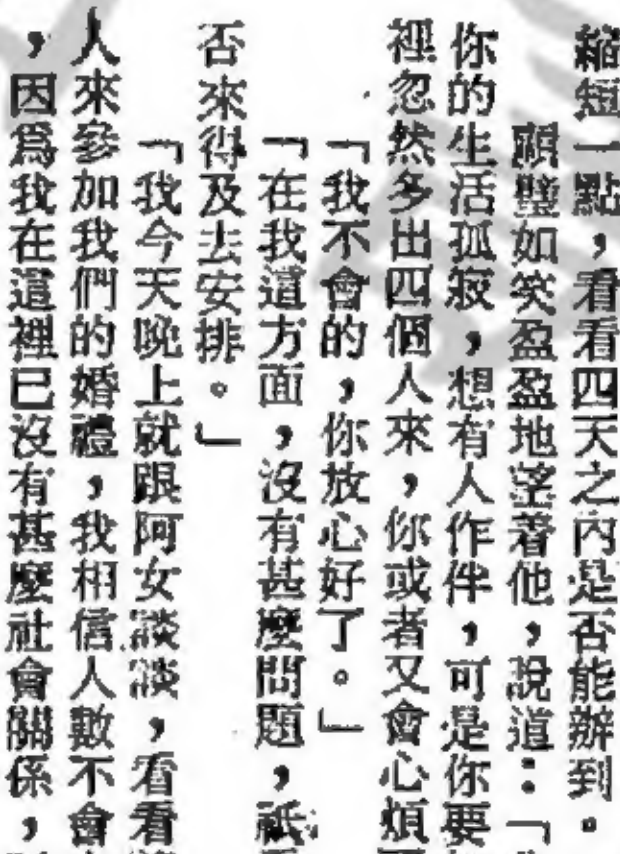 縮短一點，看看四天之內是否能辦到。
顧璧如笑盈盈地望着他，說道：「
你的生活孤寂，想有人作伴，可是你要
裡忽然多出四個人來，你或者又會心煩
「我不會的，你放心好了。」
「在我這方面，沒有甚麼問題，祇
否來得及去安排。」
「我今天晚上就跟阿女談談，看看
人來參加我們的婚禮，我相信人數不會
，因為我在這裡已沒有甚麼社會關係，